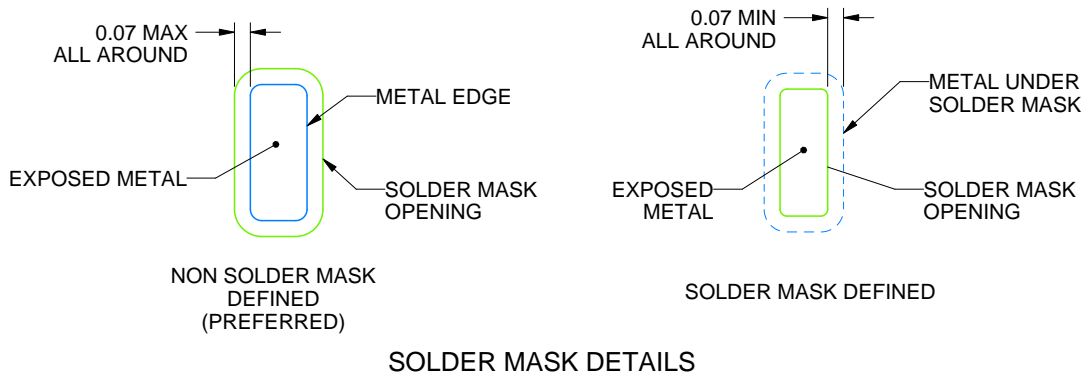 0.07 MAX
ALL AROUND
METAL EDGE
EXPOSED METAL
SOLDER MASK
OPENING
NON SOLDER MASK
DEFINED
(PREFERRED)
0.07 MIN
ALL AROUND
METAL UNDER
SOLDER MASK
EXPOSED
METAL
SOLDER MASK
OPENING
SOLDER MASK DEFINED
SOLDER MASK DETAILS